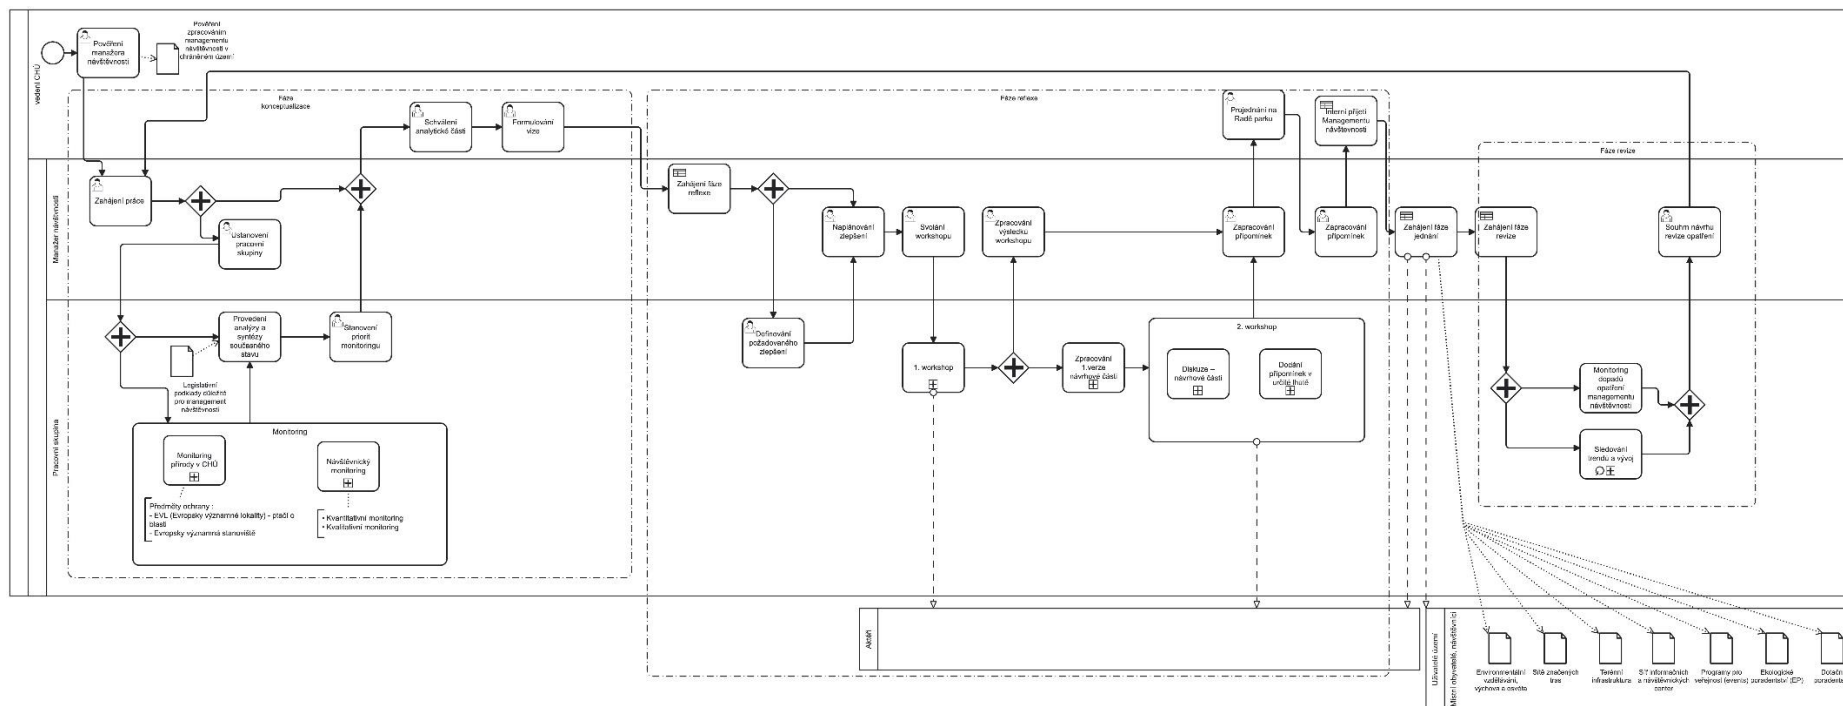 vedení CHÚ
Pověření
manažera
návštěvnosti
Pověření
zpracováním
managementu
návštěvnosti v
chráněném území
Fáze
konceptualizace
Schválení
analytické části
Formulování
vize
Fáze reflexe
Projednání na
Radě parku
Interní přijetí
Managementu
návštěvnosti
Fáze revize
Manažer návštěvnosti
Zahájení práce
Ustanovení
pracovní
skupiny
Zahájení fáze
reflexe
Naplánování
zlepšení
Svolání
workshopu
Zpracování
výsledku
workshopu
Zapracování
připomínek
Zapracování
připomínek
Zahájení fáze
jednání
Zahájení fáze
revize
Souhrn návrhu
revize opatření
Pracovní skupina
Provedení
analýzy a
syntézy
současného
stavu
Stanovení
priorit
monitoringu
Legislativní
podklady důležité
pro management
návštěvnosti
Monitoring
Monitoring
přírody v CHÚ
Návštěvnický
monitoring
Předměty ochrany :
- EVL (Evropsky významné lokality) - ptačí o
blasti
- Evropsky významná stanoviště
• Kvantitativní monitoring
• Kvalitativní monitoring
Definování
požadovaného
zlepšení
1. workshop
Zpracování
1.verze
návrhové části
2. workshop
Diskuze –
návrhové části
Dodání
připomínek v
určité lhůtě
Monitoring
dopadů
opatření
managementu
návštěvnosti
Sledování
trendu a vývoj
Aktéři
Uživatelé území
Místní obyvatelé, návštěvníci
Environmentální
vzdělávání,
výchova a osvěta
Sítě značených
tras
Terénní
infrastruktura
Síť informačních
a návštěvnických
center
Programy pro
veřejnost (events)
Ekologické
poradenství (EP)
Dotační
poradenst